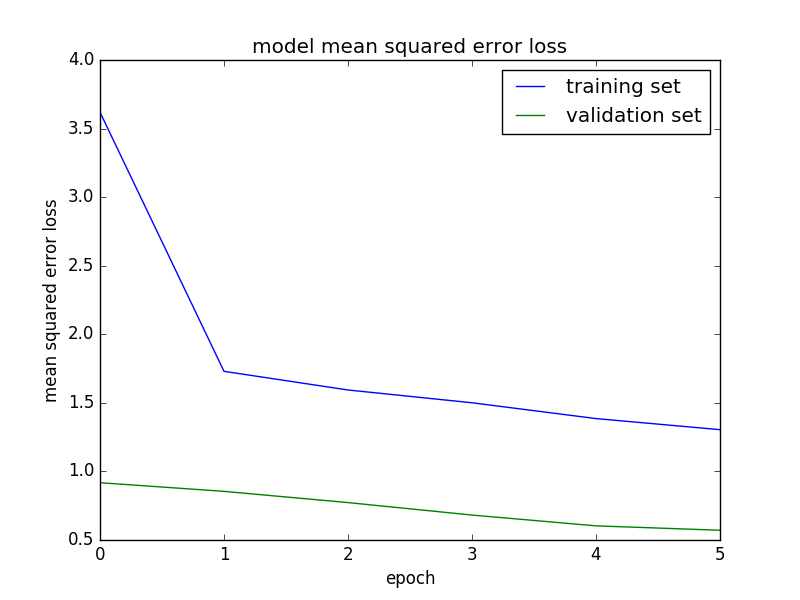 model mean squared error loss
training set
validation set
4.0
3.5
3.0
2.5
2.0
1.5
1.0
0.5
mean squared error loss
0 1 2 3 4 5
epoch